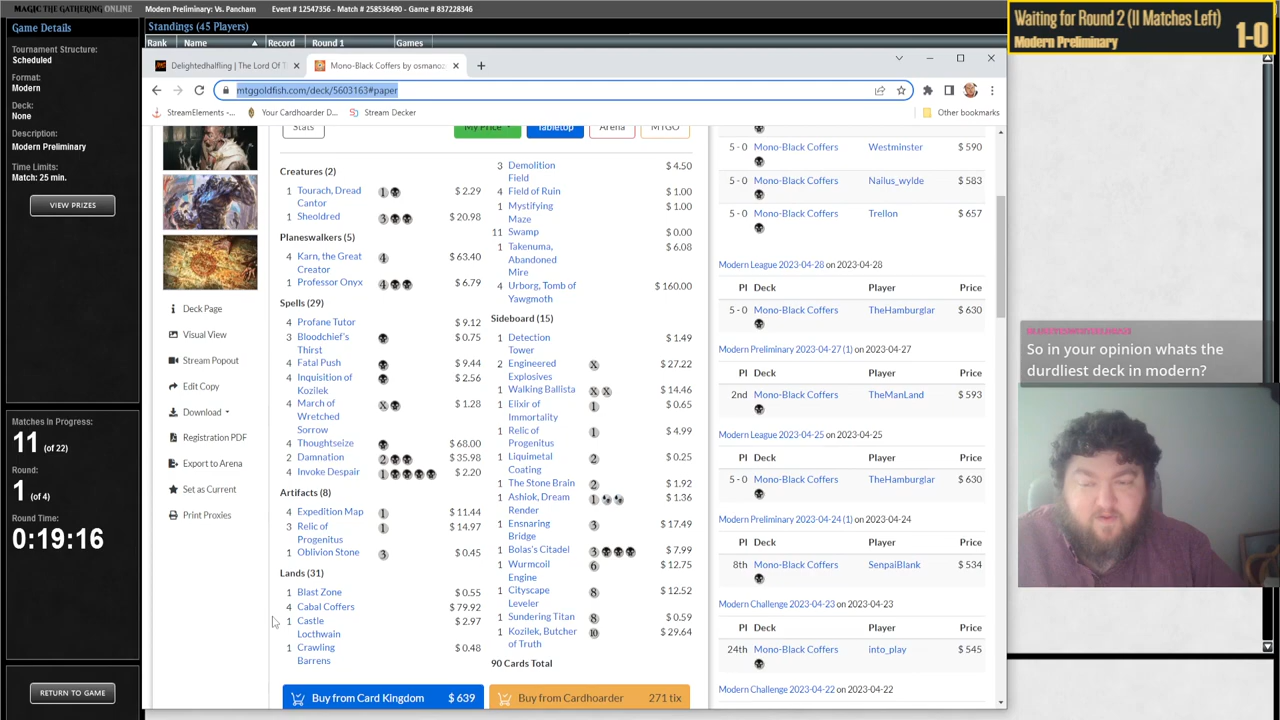 MAGIC THE GATHERING ONLINE
Modern Preliminary: Vs. Pancham
Event # 12547356 - Match # 258536490 - Game # 837228346
Game Details
Tournament Structure:
Scheduled
Format:
Modern
Deck:
None
Description:
Modern Preliminary
Time Limits:
Match: 25 min.
VIEW PRIZES
Matches In Progress:
11 (of 22)
Round:
1 (of 4)
Round Time:
0:19:16
RETURN TO GAME
Standings (45 Players)
Rank Name Record Round 1 Games
Delightedhalfling | The Lord Of T
Mono-Black Coffers by osmanoz
mtggoldfish.com/deck/5603163#paper
StreamElements -...
Your Cardhoarder D...
Stream Decker
Other bookmarks
Stats
My Price
Tabletop
Arena
MTGO
Deck Page
Visual View
Stream Popout
Edit Copy
Download
Registration PDF
Export to Arena
Set as Current
Print Proxies
Creatures (2)
1 Tourach, Dread 1 $ 2.29
Cantor
1 Sheoldred 3 $ 20.98
Planeswalkers (5)
4 Karn, the Great 4 $ 63.40
Creator
1 Professor Onyx 4 $ 6.79
Spells (29)
4 Profane Tutor $ 9.12
3 Bloodchief's $ 0.75
Thirst
4 Fatal Push $ 9.44
4 Inquisition of $ 2.56
Kozilek
4 March of X $ 1.28
Wretched
Sorrow
4 Thoughtseize $ 68.00
2 Damnation 2 $ 35.98
4 Invoke Despair 1 $ 2.20
Artifacts (8)
4 Expedition Map 1 $ 11.44
3 Relic of 1 $ 14.97
Progenitus
1 Oblivion Stone 3 $ 0.45
Lands (31)
1 Blast Zone $ 0.55
4 Cabal Coffers $ 79.92
1 Castle $ 2.97
Locthwain
1 Crawling $ 0.48
Barrens
3 Demolition $ 4.50
Field
4 Field of Ruin $ 1.00
1 Mystifying $ 1.00
Maze
11 Swamp $ 0.00
1 Takenuma, $ 6.08
Abandoned
Mire
4 Urborg, Tomb of $ 160.00
Yawgmoth
Sideboard (15)
1 Detection $ 1.49
Tower
2 Engineered X $ 27.22
Explosives
1 Walking Ballista X X $ 14.46
1 Elixir of 1 $ 0.65
Immortality
1 Relic of 1 $ 4.99
Progenitus
1 Liquimetal 2 $ 0.25
Coating
1 The Stone Brain 2 $ 1.92
1 Ashiok, Dream 1 $ 1.36
Render
1 Ensnaring 3 $ 17.49
Bridge
1 Bolas's Citadel 3 $ 7.99
1 Wurmcoil 6 $ 12.75
Engine
1 Cityscape 8 $ 12.52
Leveler
1 Sundering Titan 8 $ 0.59
1 Kozilek, Butcher 10 $ 29.64
of Truth
90 Cards Total
Buy from Card Kingdom $ 639
Buy from Cardhoarder 271 tix
5 - 0 Mono-Black Coffers Westminster $ 590
5 - 0 Mono-Black Coffers Nailus_wylde $ 583
5 - 0 Mono-Black Coffers Trellon $ 657
Modern League 2023-04-28 on 2023-04-28
Pl Deck Player Price
5 - 0 Mono-Black Coffers TheHamburglar $ 630
Modern Preliminary 2023-04-27 (1) on 2023-04-27
Pl Deck Player Price
2nd Mono-Black Coffers TheManLand $ 593
Modern League 2023-04-25 on 2023-04-25
Pl Deck Player Price
5 - 0 Mono-Black Coffers TheHamburglar $ 630
Modern Preliminary 2023-04-24 (1) on 2023-04-24
Pl Deck Player Price
8th Mono-Black Coffers SenpaiBlank $ 534
Modern Challenge 2023-04-23 on 2023-04-23
Pl Deck Player Price
24th Mono-Black Coffers into_play $ 545
Modern Challenge 2023-04-22 on 2023-04-22
Waiting for Round 2 (11 Matches Left)
Modern Preliminary
1-0
So in your opinion whats the
durdliest deck in modern?